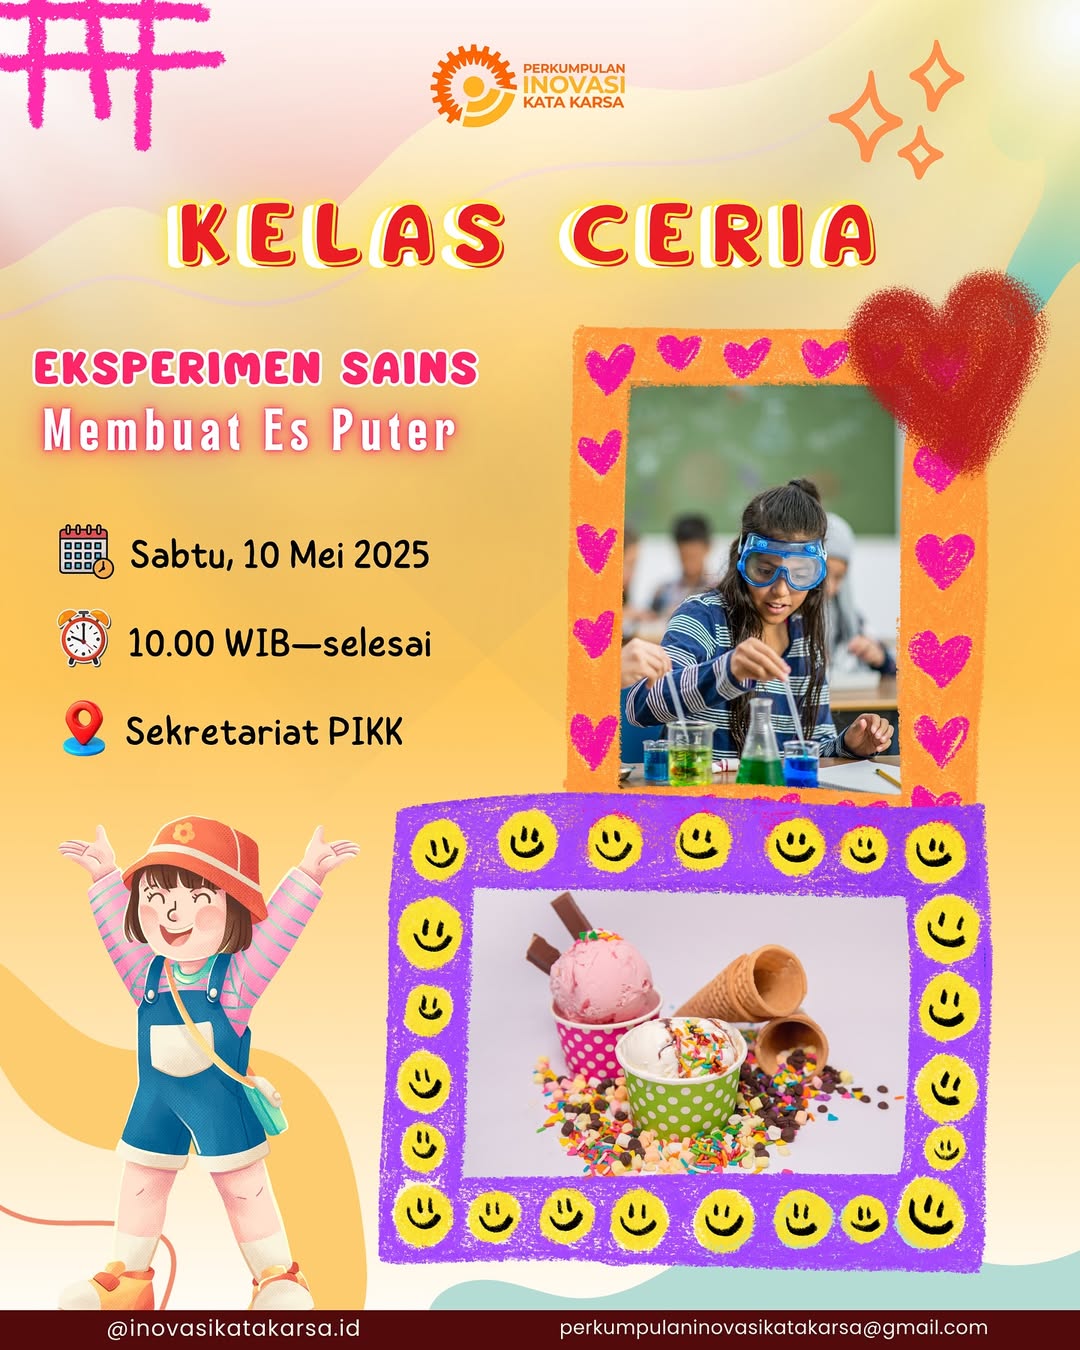 PERKUMPULAN
INOVASI
KATA KARSA
KELAS CERIA
EKSPERIMEN SAINS
Membuat Es Puter
Sabtu, 10 Mei 2025
10.00 WIB—selesai
Sekretariat PIKK
@inovasikatakarsa.id
perkumpulaninovasikatakarsa@gmail.com